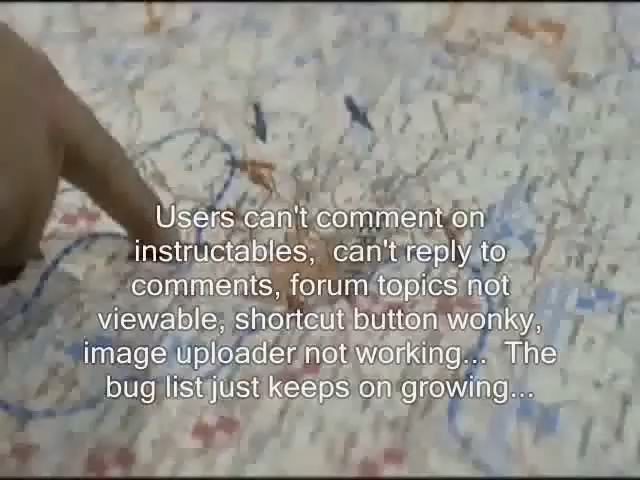 Users can't comment on
instructables,  can't reply to
comments, forum topics not
viewable, shortcut button wonky,
image uploader not working...  The
bug list just keeps on growing...